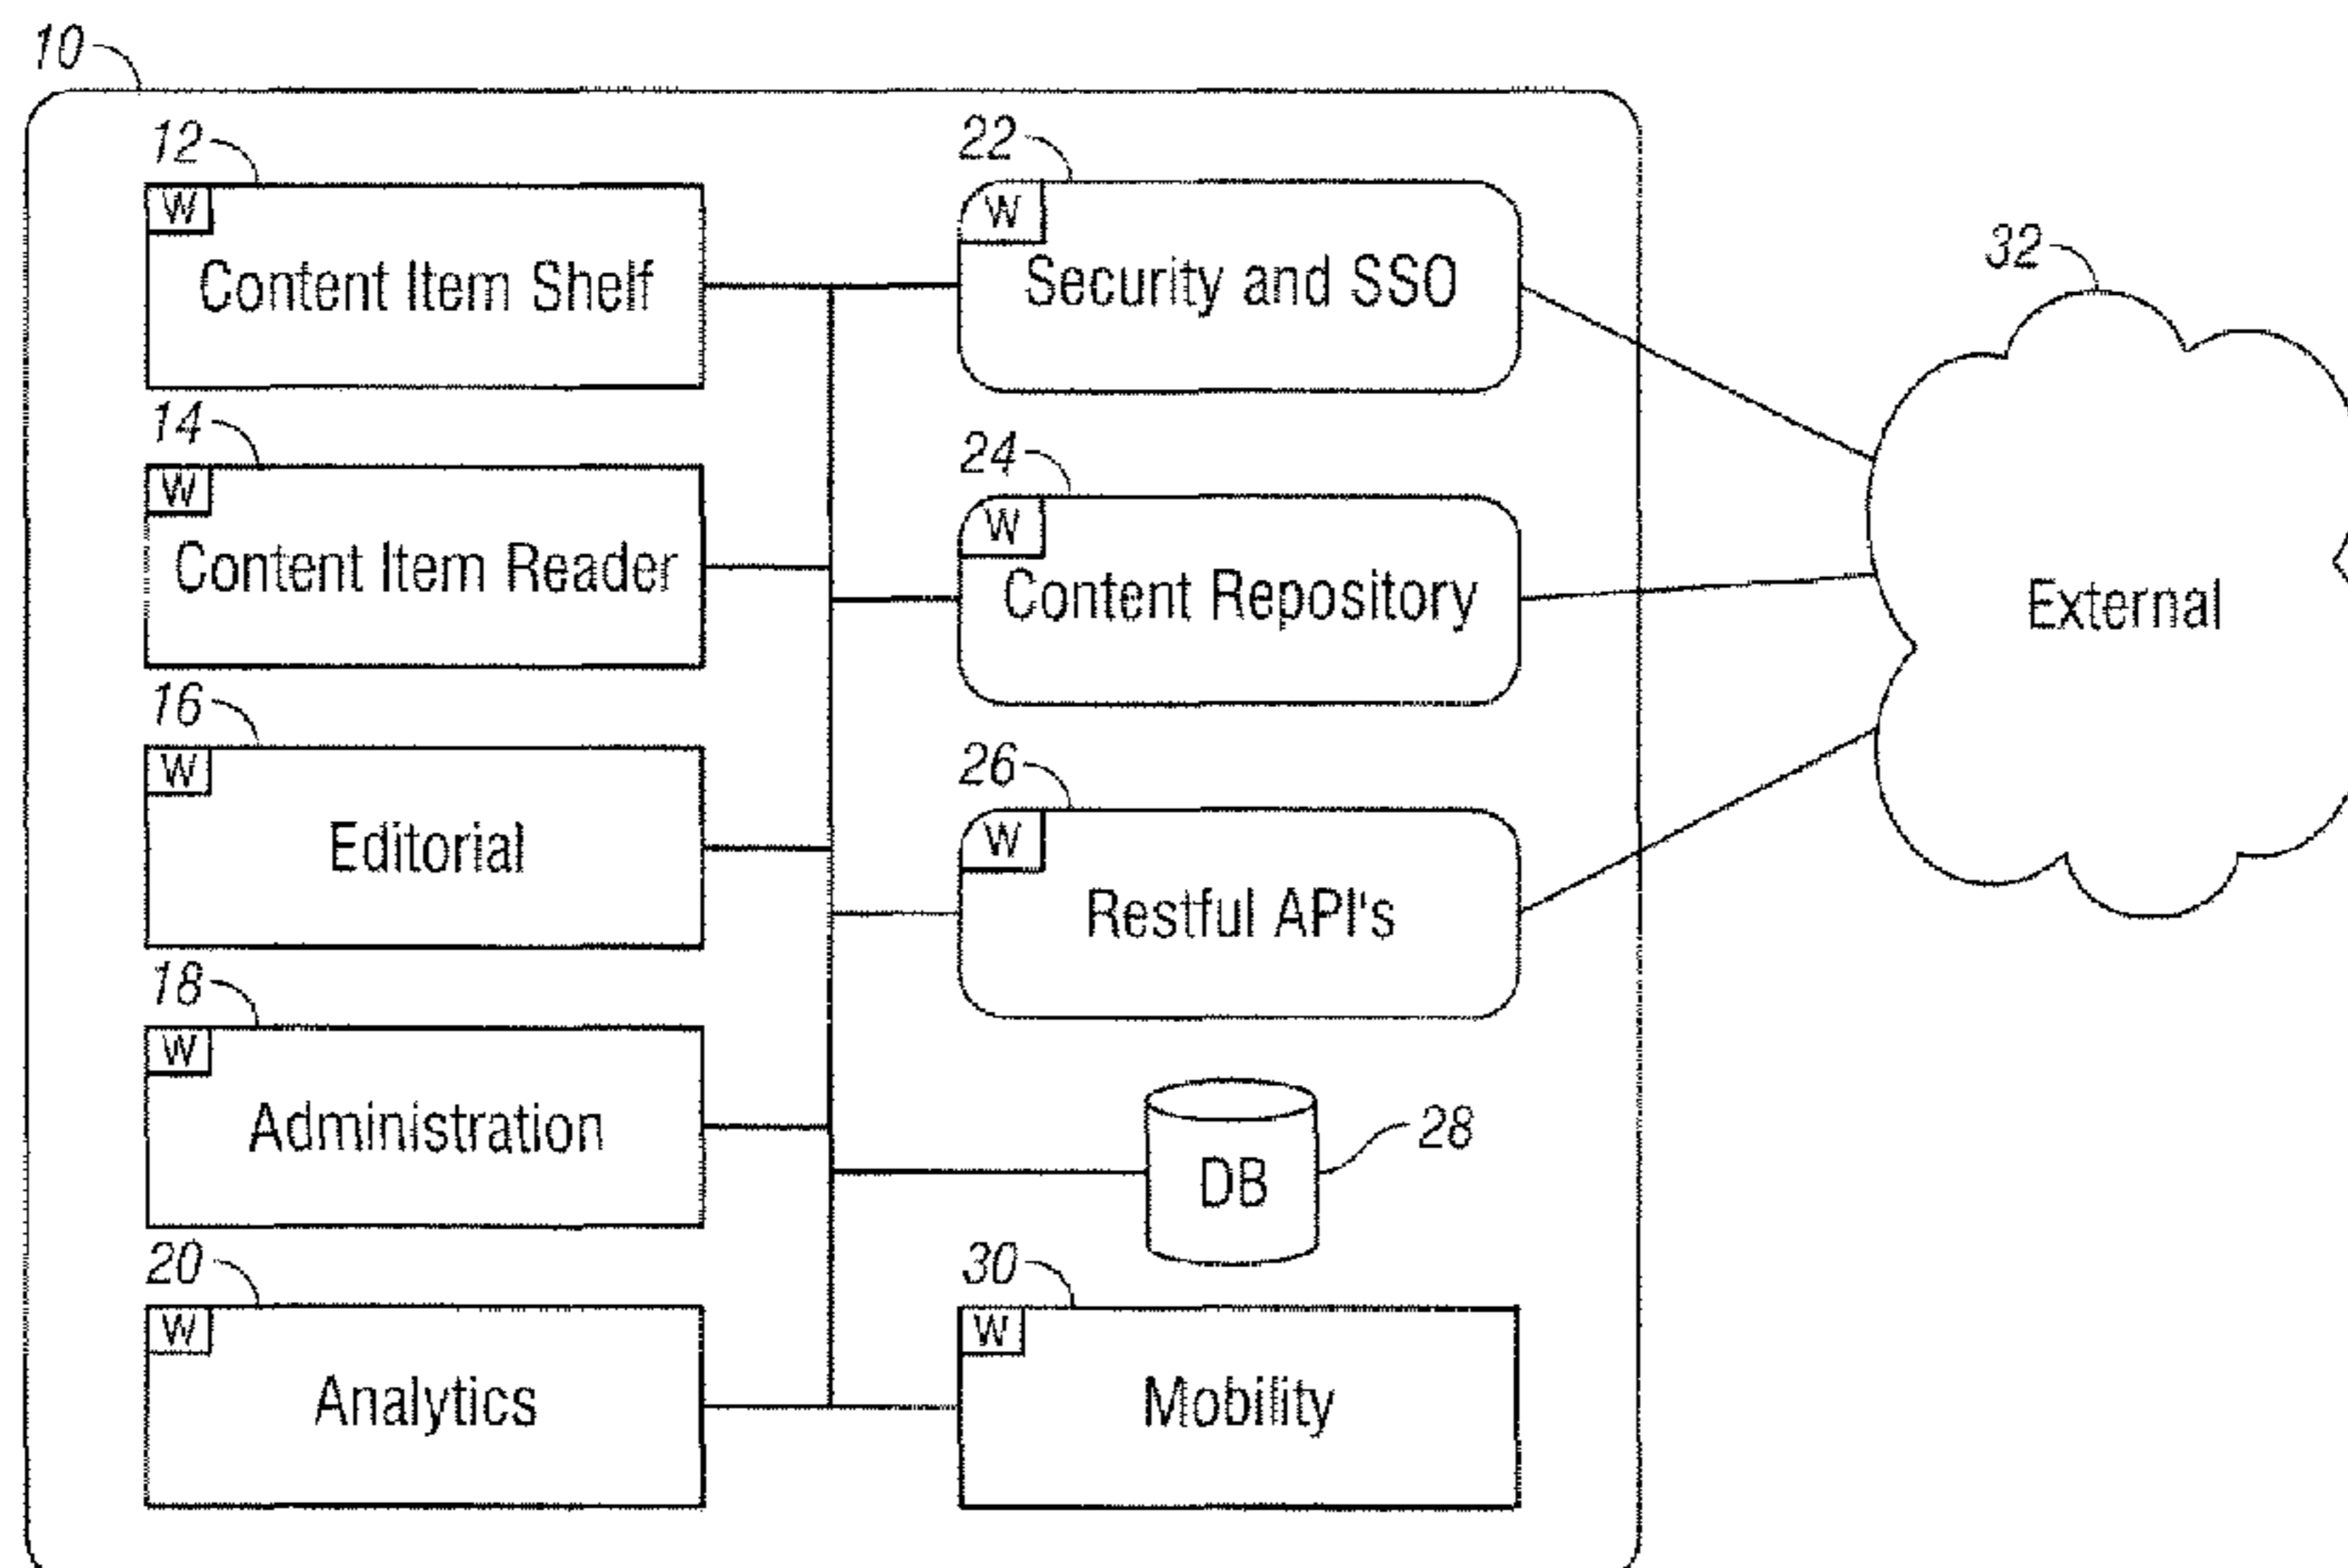 10
12
W
Content Item Shelf
14
W
Content Item Reader
16
W
Editorial
18
W
Administration
20
W
Analytics
22
W
Security and SSO
24
W
Content Repository
26
W
Restful API's
DB
28
30
W
Mobility
32
External